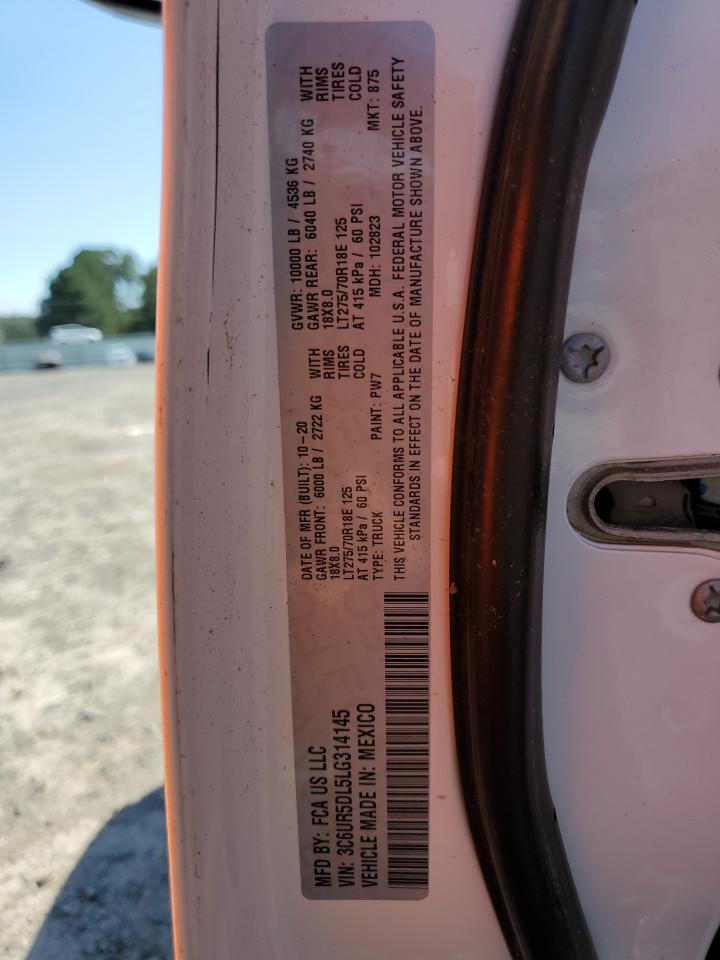 MFD BY: FCA US LLC
VIN: 3C6UR5DL5LG314145
VEHICLE MADE IN: MEXICO
DATE OF MFR (BUILT): 10-20
GVWR: 10000 LB / 4536 KG
GAWR FRONT: 6000 LB / 2722 KG WITH
GAWR REAR: 6040 LB / 2740 KG WITH
18X8.0 RIMS
18X8.0 RIMS
LT275/70R18E 125 TIRES
LT275/70R18E 125 TIRES
AT 415 kPa / 60 PSI COLD
AT 415 kPa / 60 PSI COLD
TYPE: TRUCK PAINT: PW7 MDH: 102823 MKT: 875
THIS VEHICLE CONFORMS TO ALL APPLICABLE U.S.A. FEDERAL MOTOR VEHICLE SAFETY
STANDARDS IN EFFECT ON THE DATE OF MANUFACTURE SHOWN ABOVE.